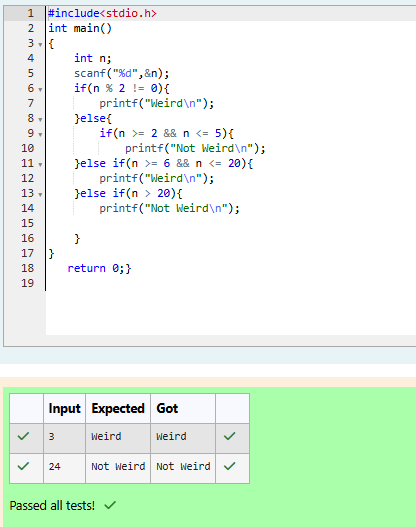 1 #include<stdio.h>
2 int main()
3 {
4 int n;
5 scanf("%d",&n);
6 if(n % 2 != 0){
7 printf("Weird\n");
8 }else{
9 if(n >= 2 && n <= 5){
10 printf("Not Weird\n");
11 }else if(n >= 6 && n <= 20){
12 printf("Weird\n");
13 }else if(n > 20){
14 printf("Not Weird\n");
15
16 }
17 }
18 return 0;}
19
Input Expected Got
3 Weird Weird
24 Not Weird Not Weird
Passed all tests!